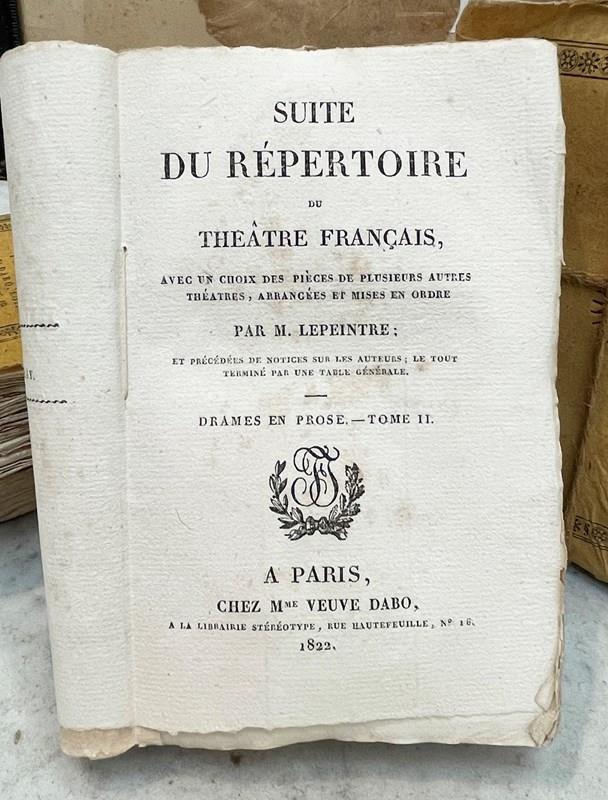 SUITE
DU RÉPERTOIRE
DU
THÉÂTRE FRANÇAIS,
AVEC UN CHOIX DES PIÈCES DE PLUSIEURS AUTRES
THÉATRES, ARRANGÉES ET MISES EN ORDRE
PAR M. LEPEINTRE;
ET PRÉCÉDÉES DE NOTICES SUR LES AUTEURS; LE TOUT
TERMINÉ PAR UNE TABLE GÉNÉRALE.
DRAMES EN PROSE.—TOME II.
A PARIS,
CHEZ MME VEUVE DABO,
A LA LIBRAIRIE STÉRÉOTYPE, RUE HAUTEFEUILLE, No 16.
1822.